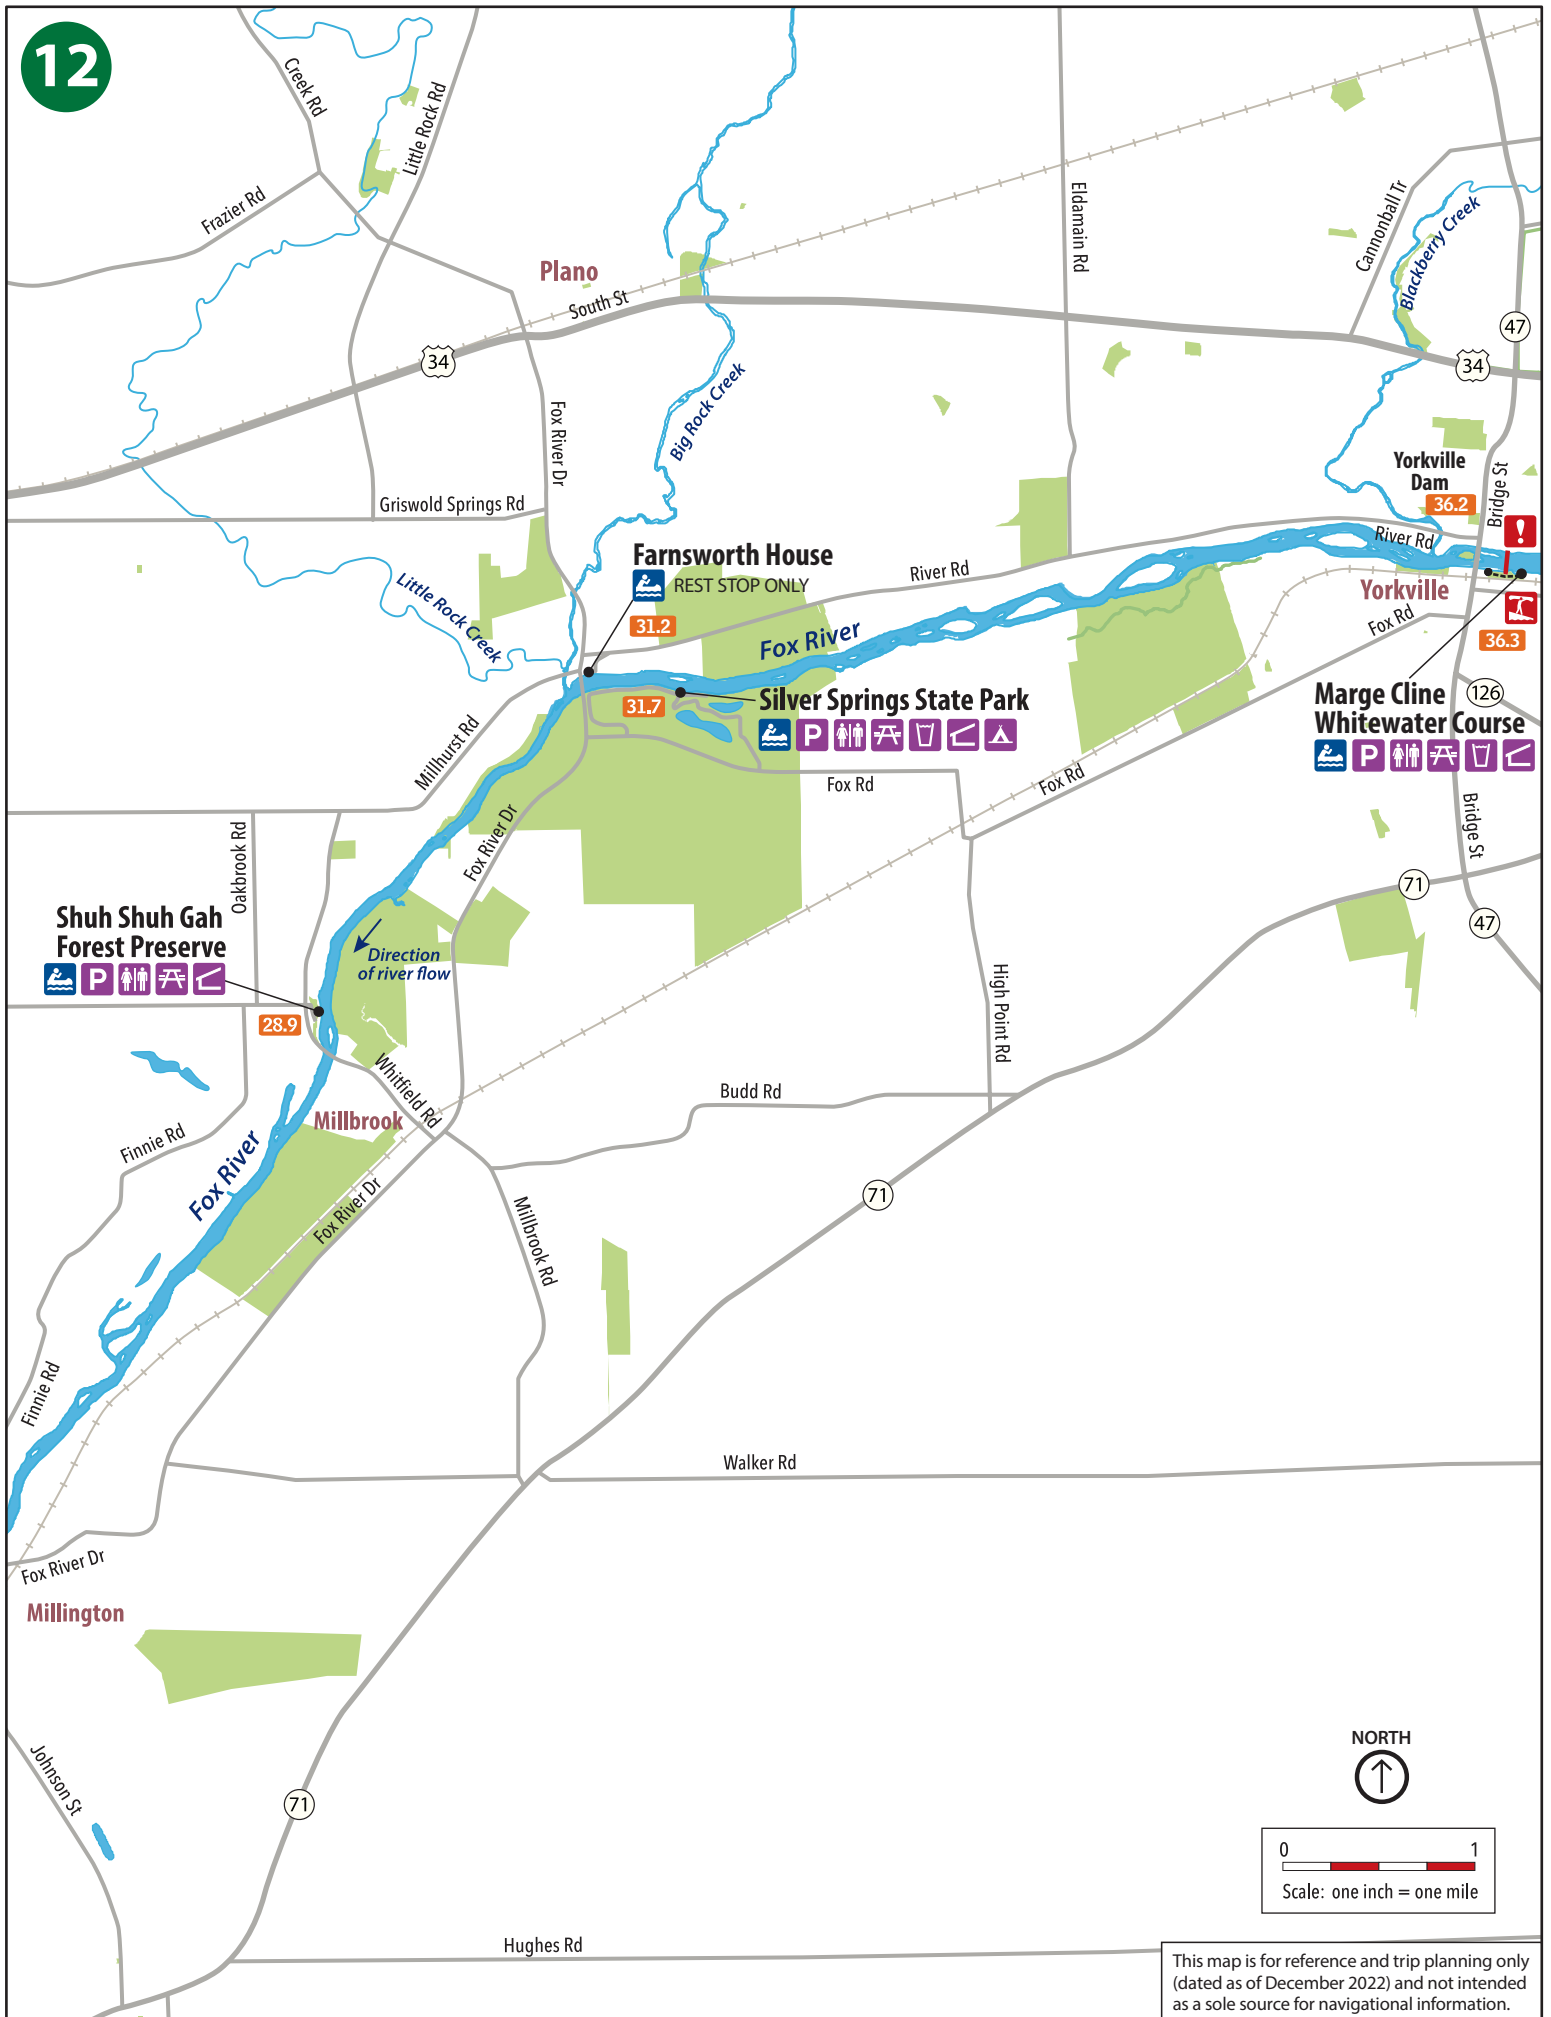 12
Creek Rd
Little Rock Rd
Frazier Rd
Plano
South St
34
Eldamain Rd
Cannonball Tr
Blackberry Creek
47
34
Big Rock Creek
Fox River Dr
Griswold Springs Rd
Yorkville
Dam
36.2
Bridge St
!
River Rd
Farnsworth House
REST STOP ONLY
31.2
River Rd
Little Rock Creek
Fox River
Yorkville
Fox Rd
36.3
Silver Springs State Park
31.7
P
126
Marge Cline
Whitewater Course
P
Millhurst Rd
Fox Rd
Fox Rd
Bridge St
Oakbrook Rd
Fox River Dr
71
47
Shuh Shuh Gah
Forest Preserve
P
Direction
of river flow
28.9
High Point Rd
Whitfield Rd
Budd Rd
Millbrook
Finnie Rd
Fox River
Fox River Dr
Millbrook Rd
71
Finnie Rd
Walker Rd
Fox River Dr
Millington
Johnson St
71
NORTH
0 1
Scale: one inch = one mile
Hughes Rd
This map is for reference and trip planning only
(dated as of December 2022) and not intended
as a sole source for navigational information.